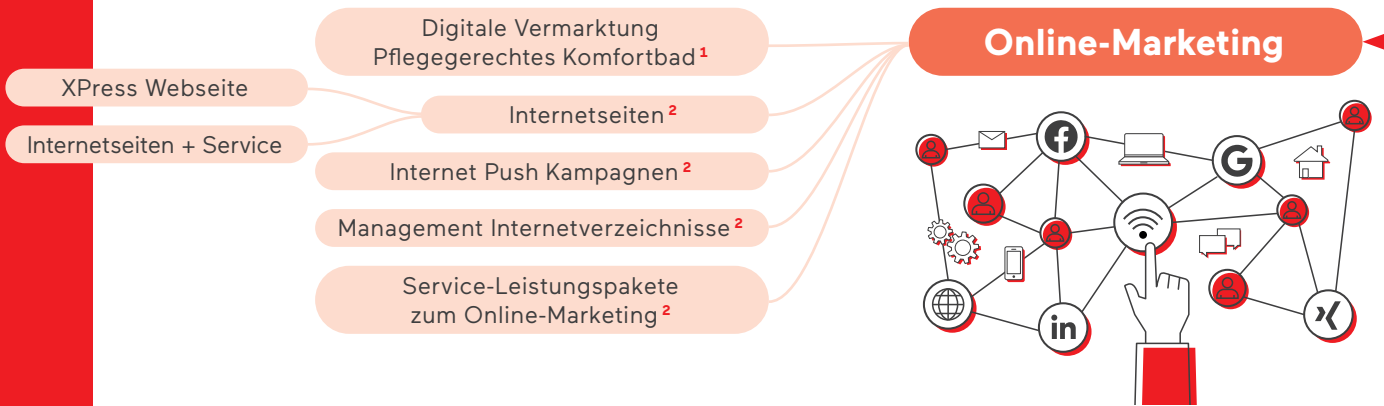 Online-Marketing
Digitale Vermarktung
Pflegegerechtes Komfortbad 1
Internetseiten 2
XPress Webseite
Internetseiten + Service
Internet Push Kampagnen 2
Management Internetverzeichnisse 2
Service-Leistungspakete
zum Online-Marketing 2
f
G
in